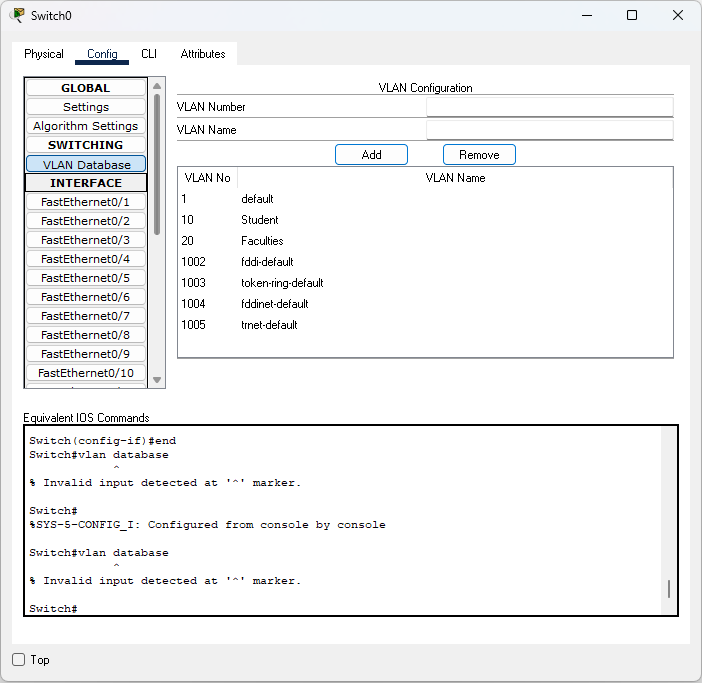 Switch0
Physical Config CLI Attributes
GLOBAL
Settings
Algorithm Settings
SWITCHING
VLAN Database
INTERFACE
FastEthernet0/1
FastEthernet0/2
FastEthernet0/3
FastEthernet0/4
FastEthernet0/5
FastEthernet0/6
FastEthernet0/7
FastEthernet0/8
FastEthernet0/9
FastEthernet0/10
VLAN Configuration
VLAN Number
VLAN Name
Add Remove
VLAN No VLAN Name
1 default
10 Student
20 Faculties
1002 fddi-default
1003 token-ring-default
1004 fddinet-default
1005 trnet-default
Equivalent IOS Commands
Switch(config-if)#end
Switch#vlan database
^
% Invalid input detected at '^' marker.
Switch#
%SYS-5-CONFIG_I: Configured from console by console
Switch#vlan database
^
% Invalid input detected at '^' marker.
Switch#
Top